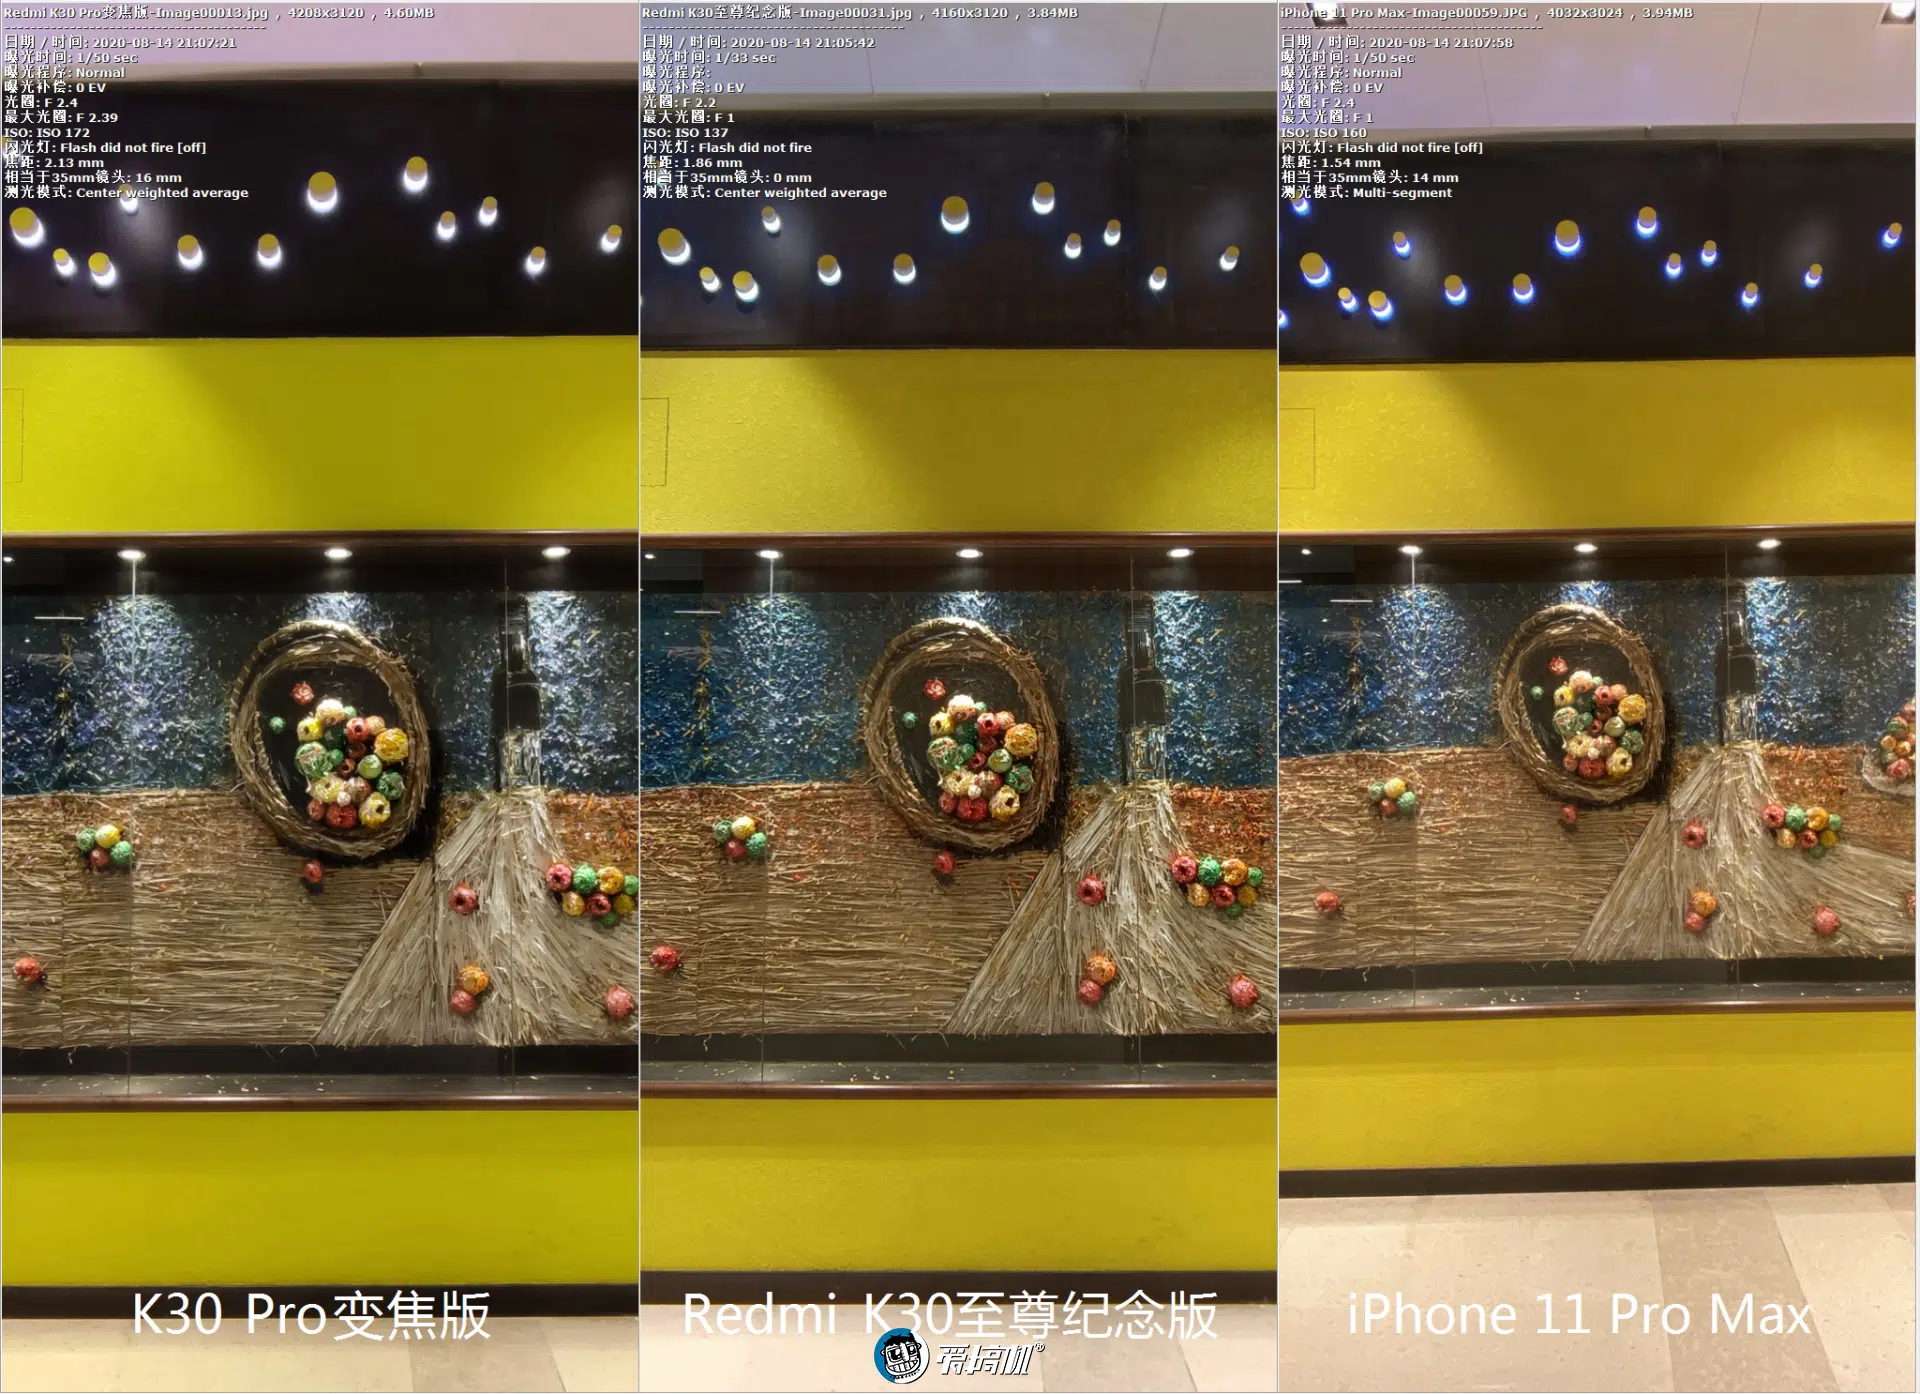 Redmi K30 Pro变焦版-Image00013.jpg , 4208x3120 , 4.60MB
日期 / 时间: 2020-08-14 21:07:21
曝光时间: 1/50 sec
曝光程序: Normal
曝光补偿: 0 EV
光圈: F 2.4
最大光圈: F 2.39
ISO: ISO 172
闪光灯: Flash did not fire [off]
焦距: 2.13 mm
相当于35mm镜头: 16 mm
测光模式: Center weighted average
Redmi K30至尊纪念版-Image00031.jpg , 4160x3120 , 3.84MB
日期 / 时间: 2020-08-14 21:05:42
曝光时间: 1/33 sec
曝光程序:
曝光补偿: 0 EV
光圈: F 2.2
最大光圈: F 1
ISO: ISO 137
闪光灯: Flash did not fire
焦距: 1.86 mm
相当于35mm镜头: 0 mm
测光模式: Center weighted average
iPhone 11 Pro Max-Image00059.JPG , 4032x3024 , 3.94MB
日期 / 时间: 2020-08-14 21:07:58
曝光时间: 1/50 sec
曝光程序: Normal
曝光补偿: 0 EV
光圈: F 2.4
最大光圈: F 1
ISO: ISO 160
闪光灯: Flash did not fire [off]
焦距: 1.54 mm
相当于35mm镜头: 14 mm
测光模式: Multi-segment
K30 Pro变焦版
Redmi K30至尊纪念版
iPhone 11 Pro Max
爱搞机®